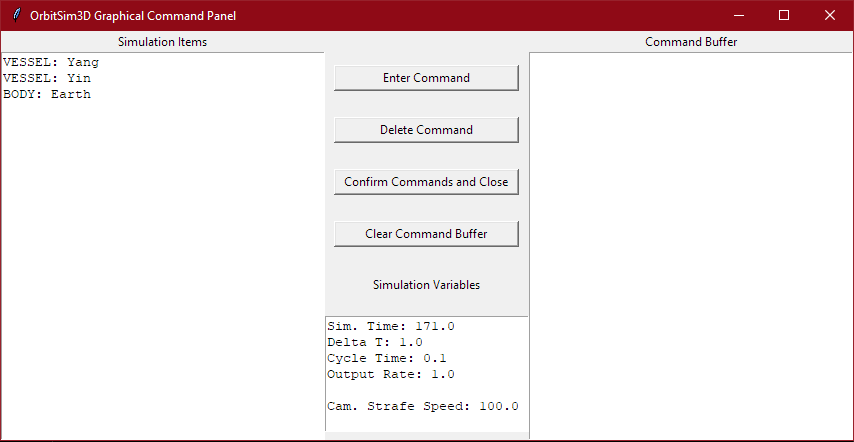 OrbitSim3D Graphical Command Panel
Simulation Items
Command Buffer
VESSEL: Yang
VESSEL: Yin
BODY: Earth
Enter Command
Delete Command
Confirm Commands and Close
Clear Command Buffer
Simulation Variables
Sim. Time: 171.0
Delta T: 1.0
Cycle Time: 0.1
Output Rate: 1.0
Cam. Strafe Speed: 100.0